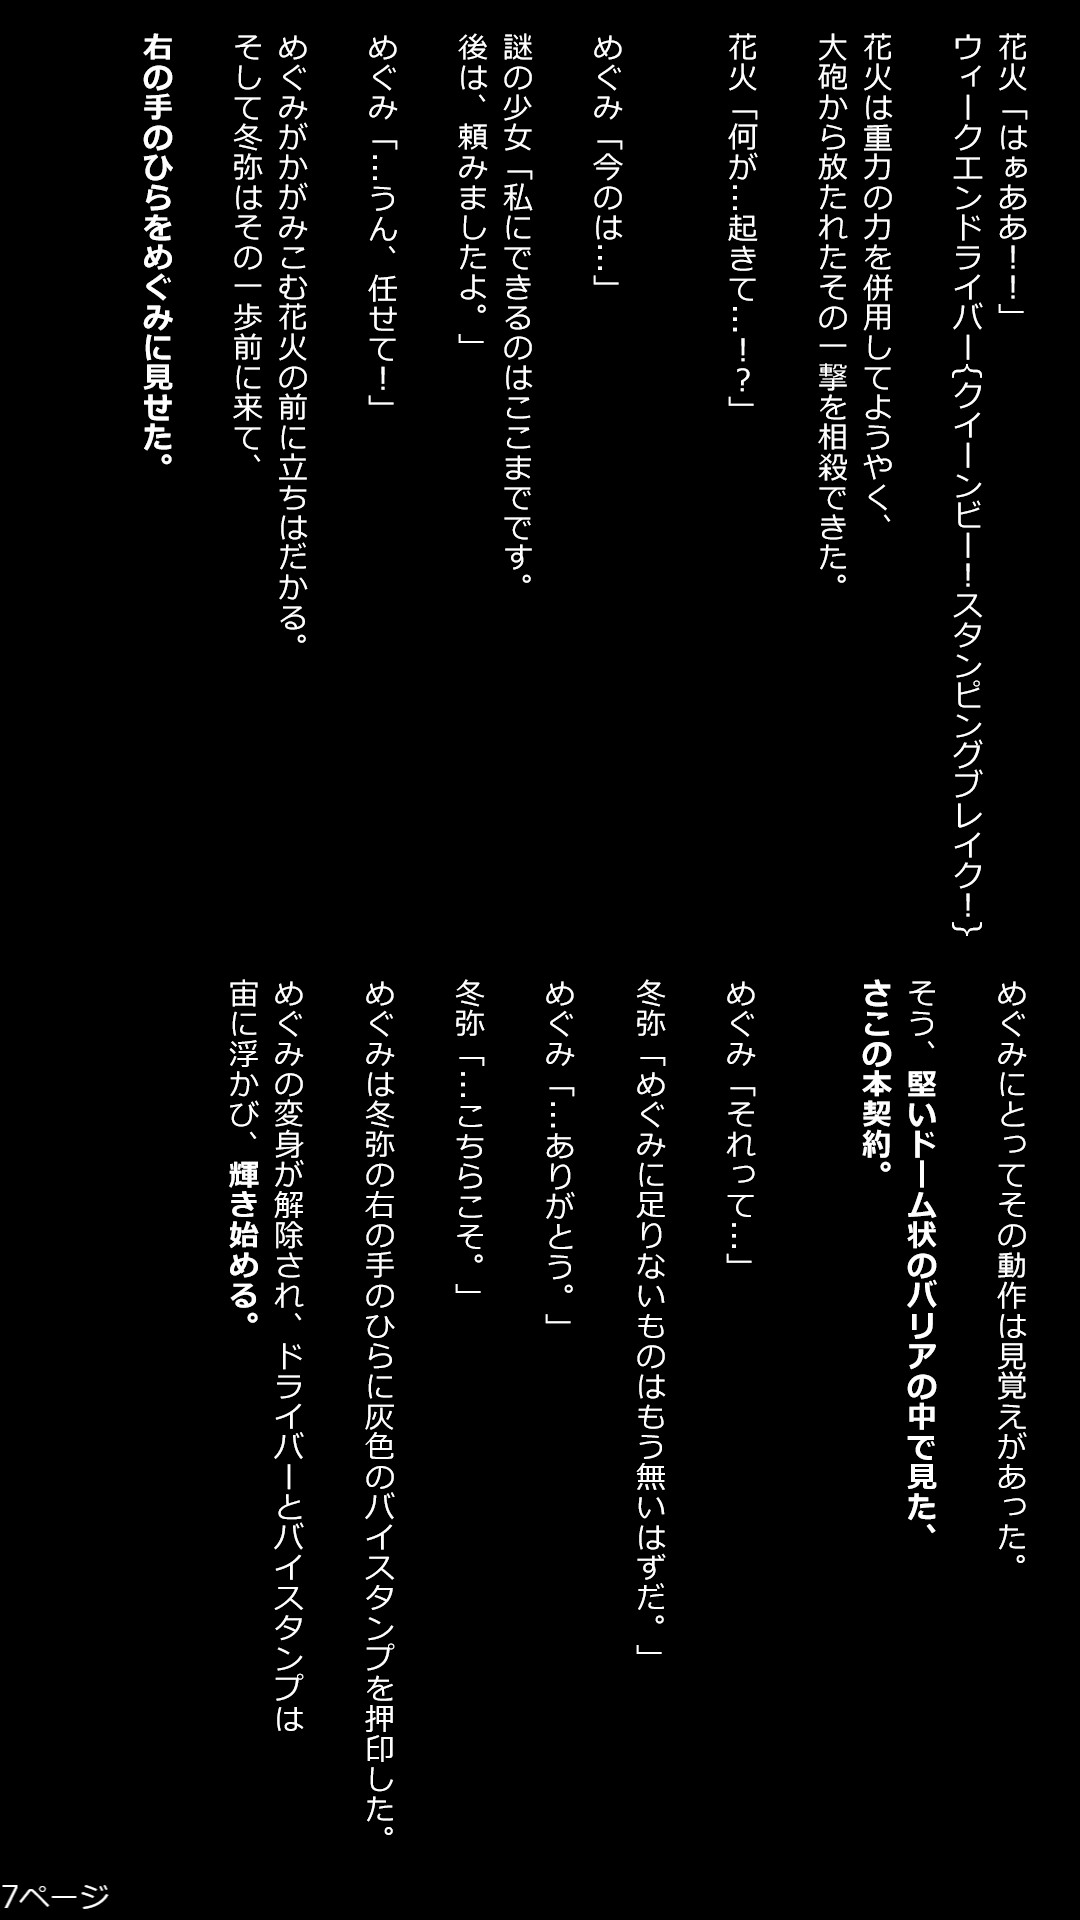 花火「はぁああ！！」
ウィークエンドライバー{クイーンビー！スタンピングブレイク！}
花火は重力の力を併用してようやく、
大砲から放たれたその一撃を相殺できた。
花火「何が…起きて…！？」
めぐみ「今のは…」
謎の少女「私にできるのはここまでです。
後は、頼みましたよ。」
めぐみ「…うん、任せて！」
めぐみがかがみこむ花火の前に立ちはだかる。
そして冬弥はその一歩前に来て、
右の手のひらをめぐみに見せた。
めぐみにとってその動作は見覚えがあった。
そう、堅いドーム状のバリアの中で見た、
さこの本契約。
めぐみ「それって…」
冬弥「めぐみに足りないものはもう無いはずだ。」
めぐみ「…ありがとう。」
冬弥「…こちらこそ。」
めぐみは冬弥の右の手のひらに灰色のバイスタンプを押印した。
めぐみの変身が解除され、ドライバーとバイスタンプは
宙に浮かび、輝き始める。
7ページ